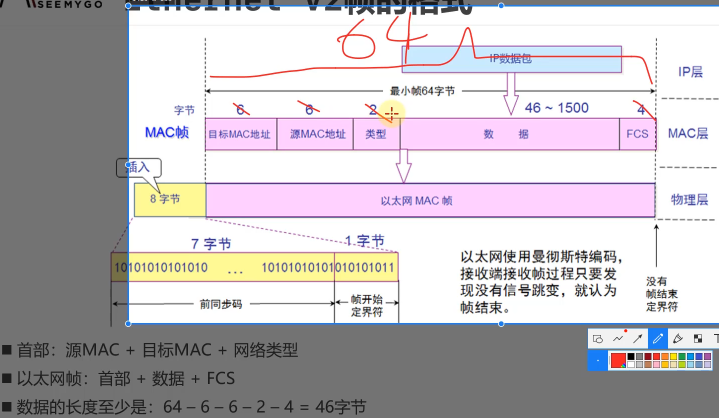 SEEMYGO
Ethernet V2帧的格式
64
IP数据包
IP层
最小帧64字节
字节
6
6
2
46 ~ 1500
4
MAC帧
目标MAC地址
源MAC地址
类型
数 据
FCS
MAC层
插入
8 字节
以太网 MAC 帧
物理层
7 字节
1 字节
10101010101010 ... 10101010101010101011
前同步码
帧开始
定界符
以太网使用曼彻斯特编码,
接收端接收帧过程只要发
现没有信号跳变，就认为
帧结束。
没有
帧结束
定界符
■ 首部：源MAC + 目标MAC + 网络类型
■ 以太网帧：首部 + 数据 + FCS
■ 数据的长度至少是：64 – 6 – 6 – 2 – 4 = 46字节